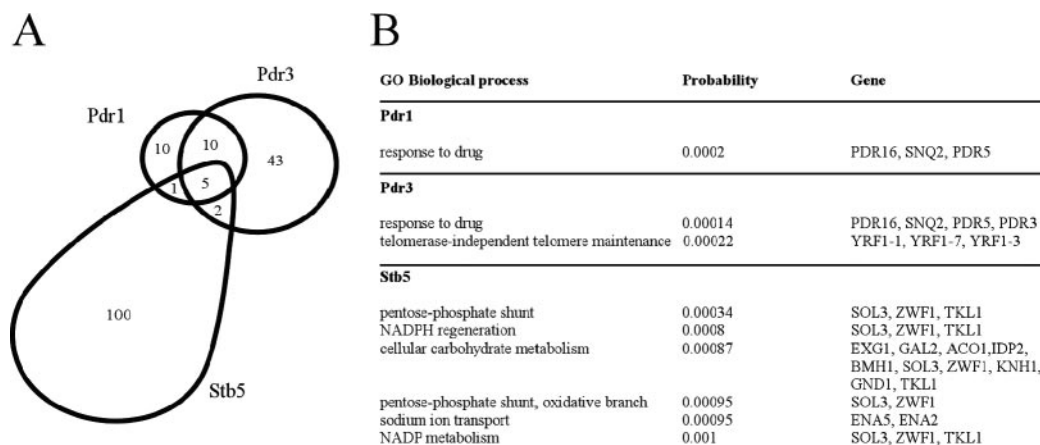 A
Pdr3
Pdr1
10
10
43
1
5
2
100
Stb5
B
GO Biological process Probability Gene
Pdr1
response to drug 0.0002 PDR16, SNQ2, PDR5
Pdr3
response to drug 0.00014 PDR16, SNQ2, PDR5, PDR3
telomerase-independent telomere maintenance 0.00022 YRF1-1, YRF1-7, YRF1-3
Stb5
pentose-phosphate shunt 0.00034 SOL3, ZWF1, TKL1
NADPH regeneration 0.0008 SOL3, ZWF1, TKL1
cellular carbohydrate metabolism 0.00087 EXG1, GAL2, ACO1,IDP2,
BMH1, SOL3, ZWF1, KNH1,
GND1, TKL1
pentose-phosphate shunt, oxidative branch 0.00095 SOL3, ZWF1
sodium ion transport 0.00095 ENA5, ENA2
NADP metabolism 0.001 SOL3, ZWF1, TKL1